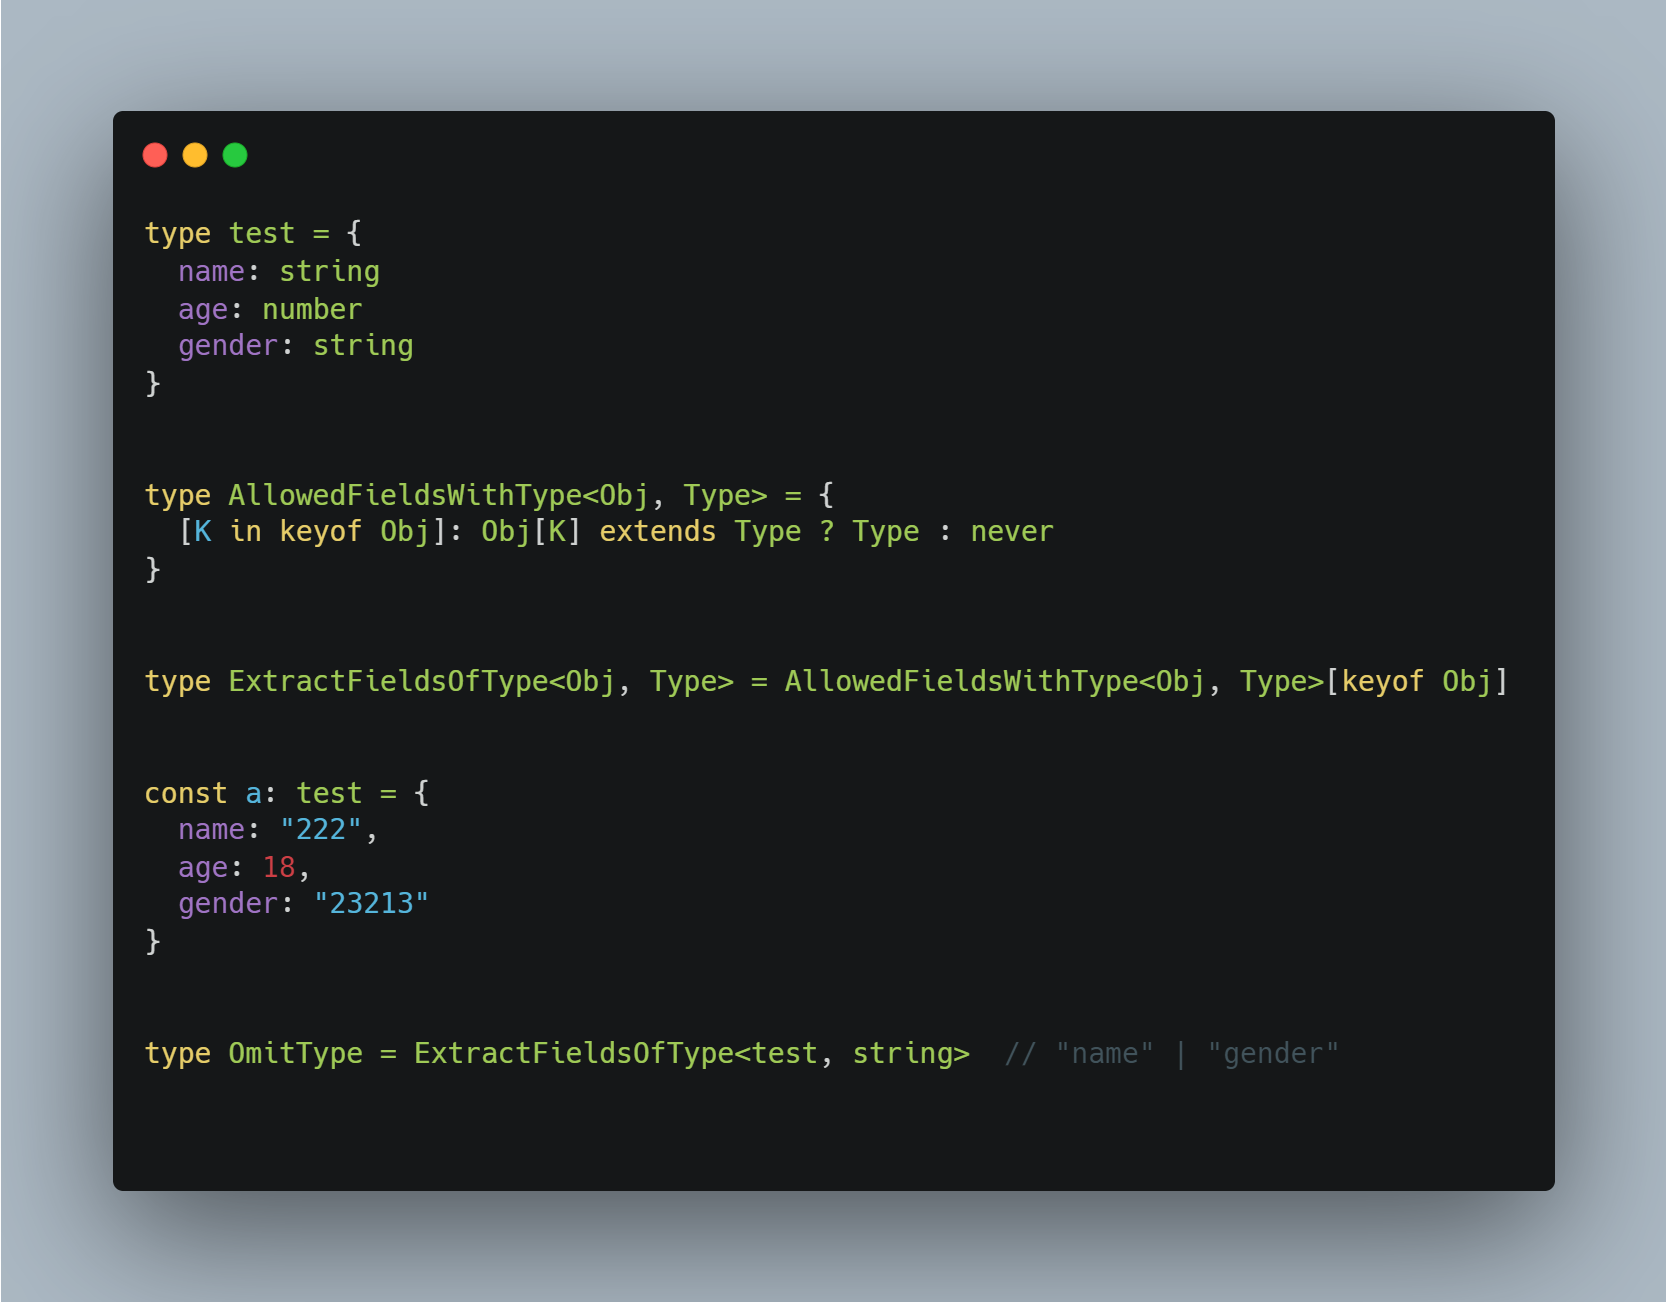 type test = {
  name: string
  age: number
  gender: string
}
type AllowedFieldsWithType<Obj, Type> = {
  [K in keyof Obj]: Obj[K] extends Type ? Type : never
}
type ExtractFieldsOfType<Obj, Type> = AllowedFieldsWithType<Obj, Type>[keyof Obj]
const a: test = {
  name: "222",
  age: 18,
  gender: "23213"
}
type OmitType = ExtractFieldsOfType<test, string>  // "name" | "gender"